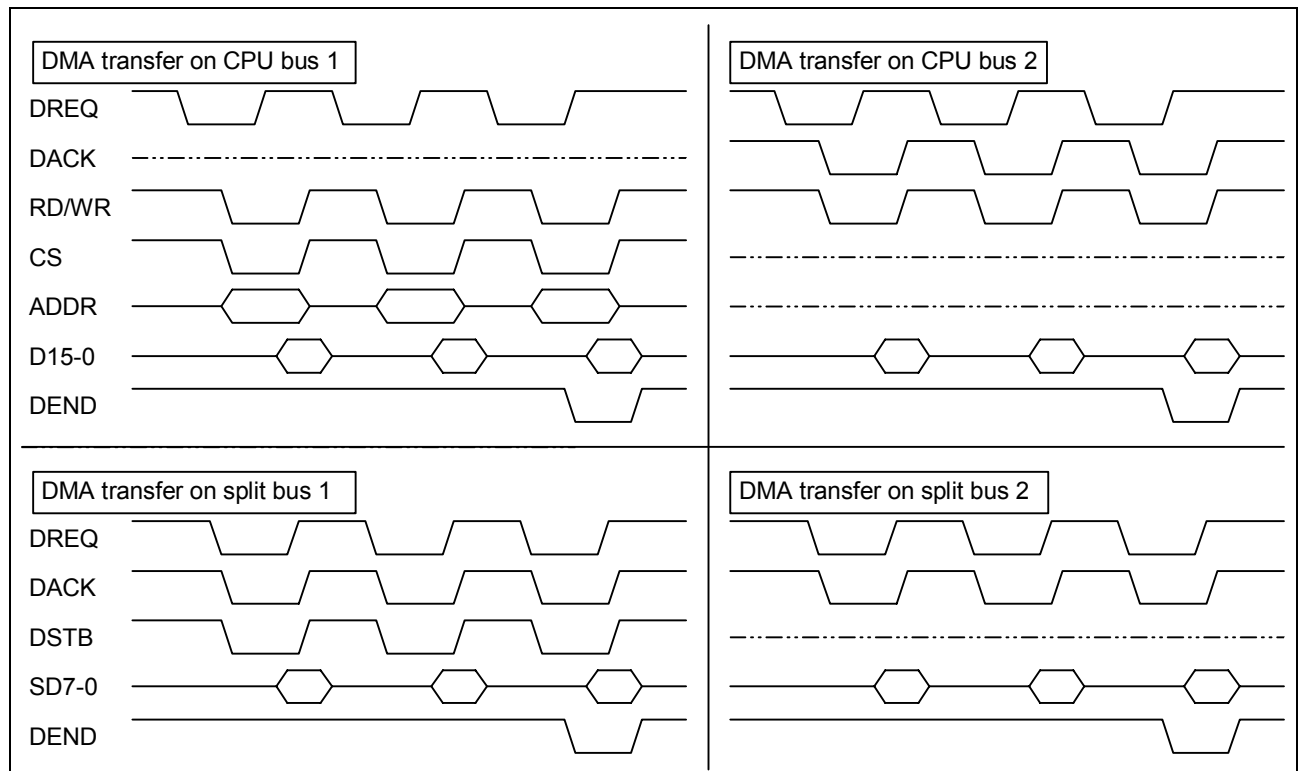 DMA transfer on CPU bus 1
DREQ
DACK
RD/WR
CS
ADDR
D15-0
DEND
DMA transfer on CPU bus 2
DMA transfer on split bus 1
DREQ
DACK
DSTB
SD7-0
DEND
DMA transfer on split bus 2